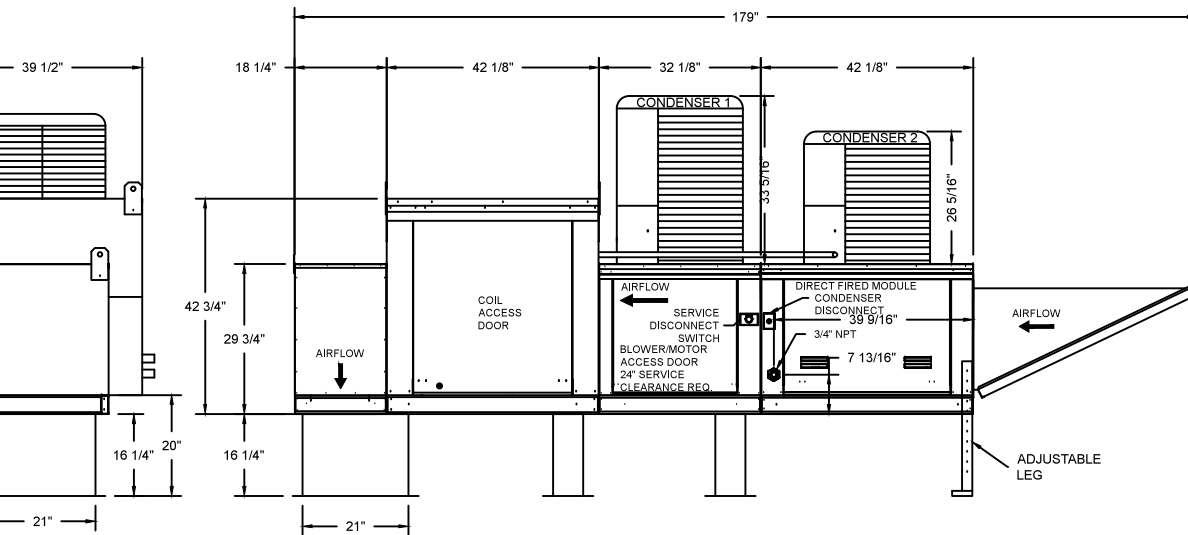 179"
39 1/2"
18 1/4"
42 1/8"
32 1/8"
42 1/8"
CONDENSER 1
CONDENSER 2
33 5/16"
26 5/16"
42 3/4"
29 3/4"
COIL
ACCESS
DOOR
AIRFLOW
AIRFLOW
SERVICE
DISCONNECT
SWITCH
BLOWER/MOTOR
ACCESS DOOR
24" SERVICE
CLEARANCE REQ.
DIRECT FIRED MODULE
CONDENSER
DISCONNECT
39 9/16"
3/4" NPT
7 13/16"
AIRFLOW
16 1/4"
20"
16 1/4"
ADJUSTABLE
LEG
21"
21"